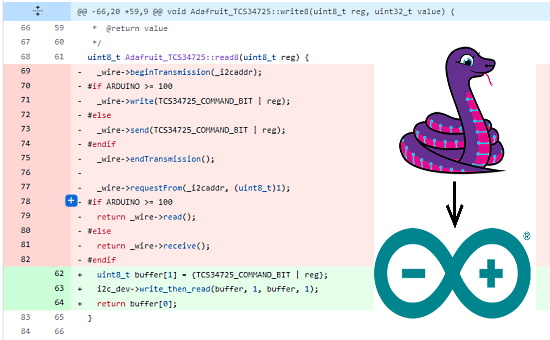 @@ -66,20 +59,9 @@ void Adafruit_TCS34725::write8(uint8_t reg, uint32_t value) {
66 59 * @return value
67 60 */
68 61 uint8_t Adafruit_TCS34725::read8(uint8_t reg) {
69 - _wire->beginTransmission(_i2caddr);
70 - #if ARDUINO >= 100
71 - _wire->write(TCS34725_COMMAND_BIT | reg);
72 - #else
73 - _wire->send(TCS34725_COMMAND_BIT | reg);
74 - #endif
75 - _wire->endTransmission();
76 -
77 - _wire->requestFrom(_i2caddr, (uint8_t)1);
78 - #if ARDUINO >= 100
79 - return _wire->read();
80 - #else
81 - return _wire->receive();
82 - #endif
62 + uint8_t buffer[1] = {TCS34725_COMMAND_BIT | reg};
63 + i2c_dev->write_then_read(buffer, 1, buffer, 1);
64 + return buffer[0];
83 65 }
84 66
®